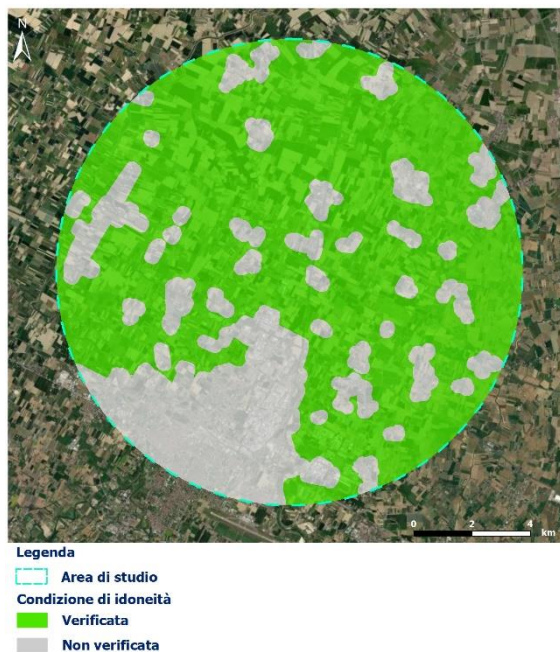 N
0 2 4
km
Legenda
Area di studio
Condizione di idoneità
Verificata
Non verificata